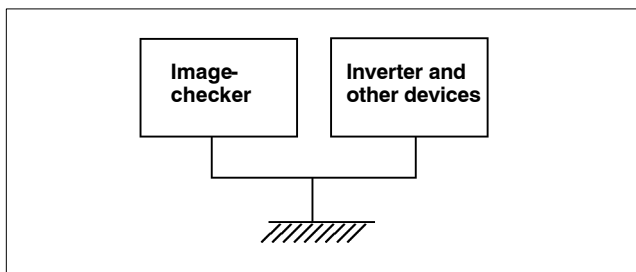 Image-
checker
Inverter and
other devices